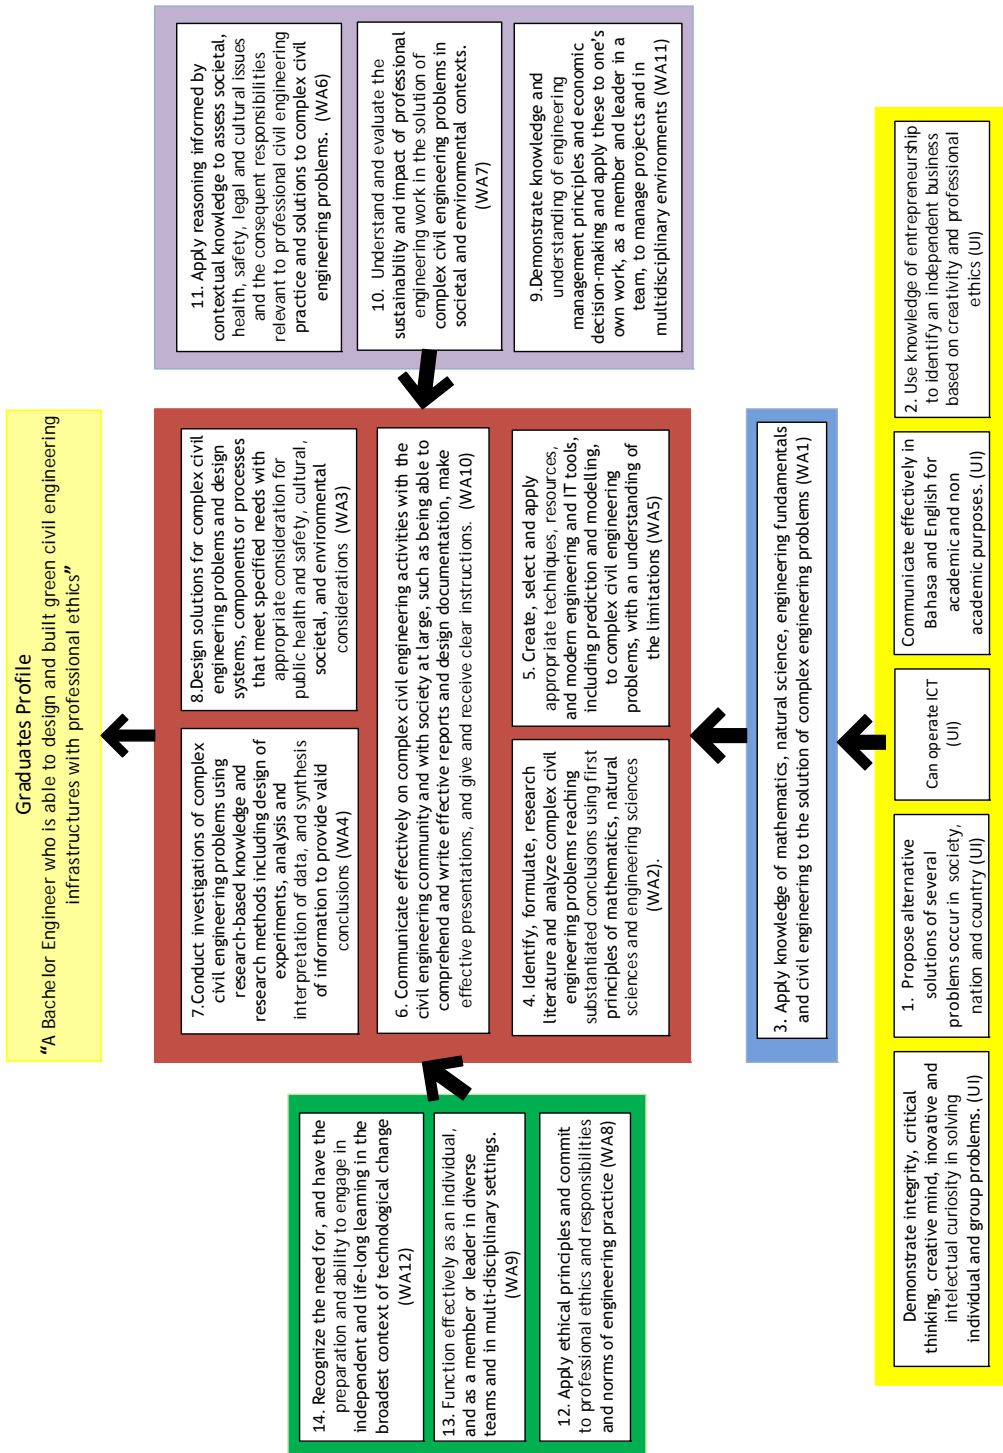 Graduates Profile
“A Bachelor Engineer who is able to design and built green civil engineering
infrastructures with professional ethics”
7.Conduct investigations of complex
civil engineering problems using
research-based knowledge and
research methods including design of
experiments, analysis and
interpretation of data, and synthesis
of information to provide valid
conclusions (WA4)
8.Design solutions for complex civil
engineering problems and design
systems, components or processes
that meet specified needs with
appropriate consideration for
public health and safety, cultural,
societal, and environmental
considerations (WA3)
6. Communicate effectively on complex civil engineering activities with the
civil engineering community and with society at large, such as being able to
comprehend and write effective reports and design documentation, make
effective presentations, and give and receive clear instructions. (WA10)
4. Identify, formulate, research
literature and analyze complex civil
engineering problems reaching
substantiated conclusions using first
principles of mathematics, natural
sciences and engineering sciences
(WA2).
5. Create, select and apply
appropriate techniques, resources,
and modern engineering and IT tools,
including prediction and modelling,
to complex civil engineering
problems, with an understanding of
the limitations (WA5)
14. Recognize the need for, and have the
preparation and ability to engage in
independent and life-long learning in the
broadest context of technological change
(WA12)
13. Function effectively as an individual,
and as a member or leader in diverse
teams and in multi-disciplinary settings.
(WA9)
12. Apply ethical principles and commit
to professional ethics and responsibilities
and norms of engineering practice (WA8)
11. Apply reasoning informed by
contextual knowledge to assess societal,
health, safety, legal and cultural issues
and the consequent responsibilities
relevant to professional civil engineering
practice and solutions to complex civil
engineering problems. (WA6)
10. Understand and evaluate the
sustainability and impact of professional
engineering work in the solution of
complex civil engineering problems in
societal and environmental contexts.
(WA7)
9.Demonstrate knowledge and
understanding of engineering
management principles and economic
decision-making and apply these to one’s
own work, as a member and leader in a
team, to manage projects and in
multidisciplinary environments (WA11)
3. Apply knowledge of mathematics, natural science, engineering fundamentals
and civil engineering to the solution of complex engineering problems (WA1)
Demonstrate integrity, critical
thinking, creative mind, inovative and
intelectual curiosity in solving
individual and group problems. (UI)
1. Propose alternative
solutions of several
problems occur in society,
nation and country (UI)
Can operate ICT
(UI)
Communicate effectively in
Bahasa and English for
academic and non
academic purposes. (UI)
2. Use knowledge of entrepreneurship
to identify an independent business
based on creativity and professional
ethics (UI)